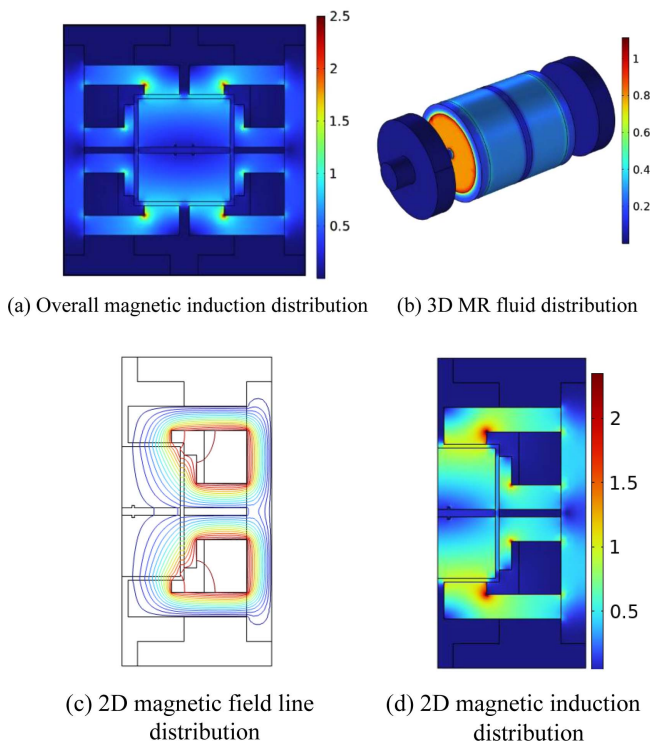 2.5
2
1.5
1
0.5
1
0.8
0.6
0.4
0.2
(a) Overall magnetic induction distribution
(b) 3D MR fluid distribution
2
1.5
1
0.5
(c) 2D magnetic field line
distribution
(d) 2D magnetic induction
distribution